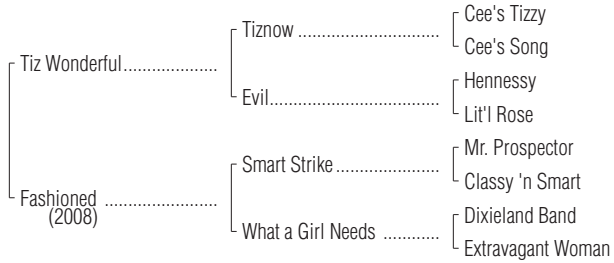 Cee's Tizzy
Tiznow ....................................
Cee's Song
Tiz Wonderful....................
Hennessy
Evil............................................
Lit'l Rose
Mr. Prospector
Smart Strike ...........................
Classy 'n Smart
Fashioned ........................
(2008)
Dixieland Band
What a Girl Needs ..............
Extravagant Woman